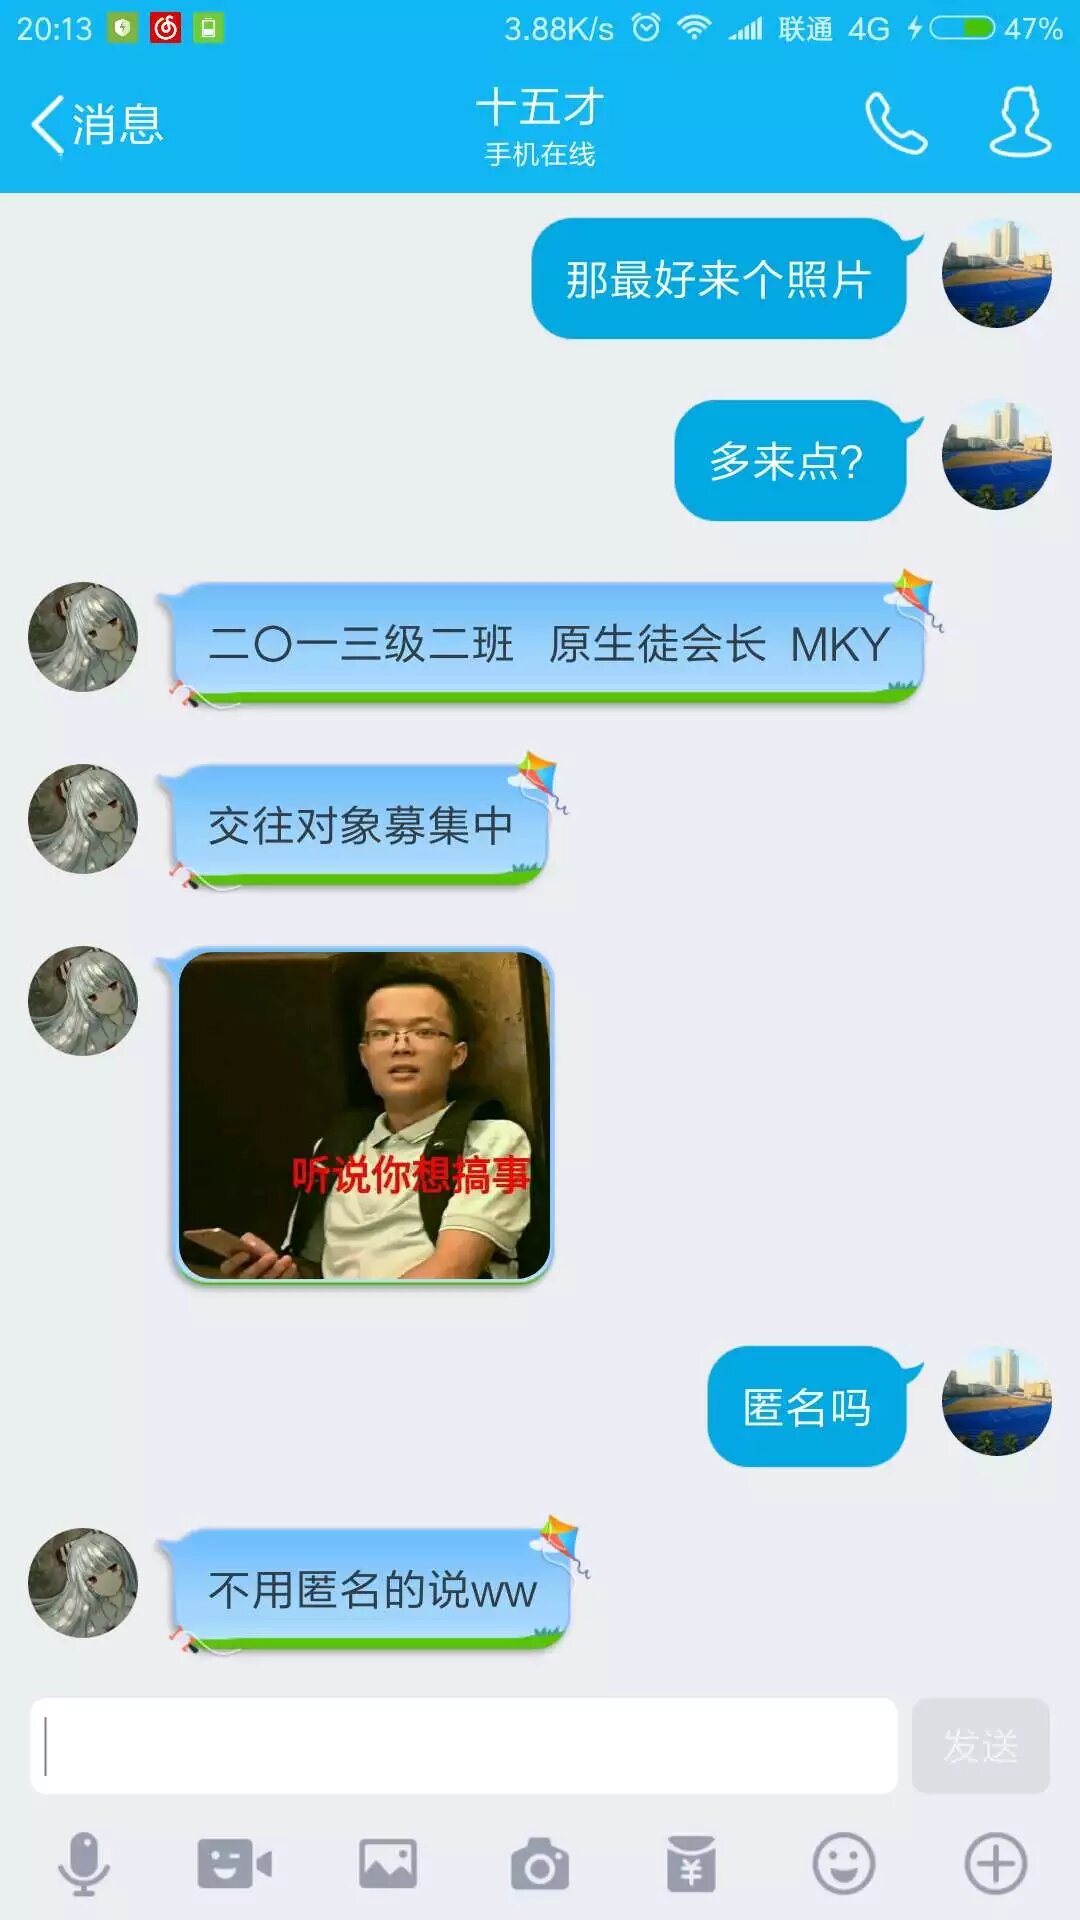 20:13 3.88K/s 联通 4G 47%
消息
十五才
手机在线
那最好来个照片
多来点?
二〇一三级二班 原生徒会长 MKY
交往对象募集中
听说你想搞事
匿名吗
不用匿名的说ww
发送